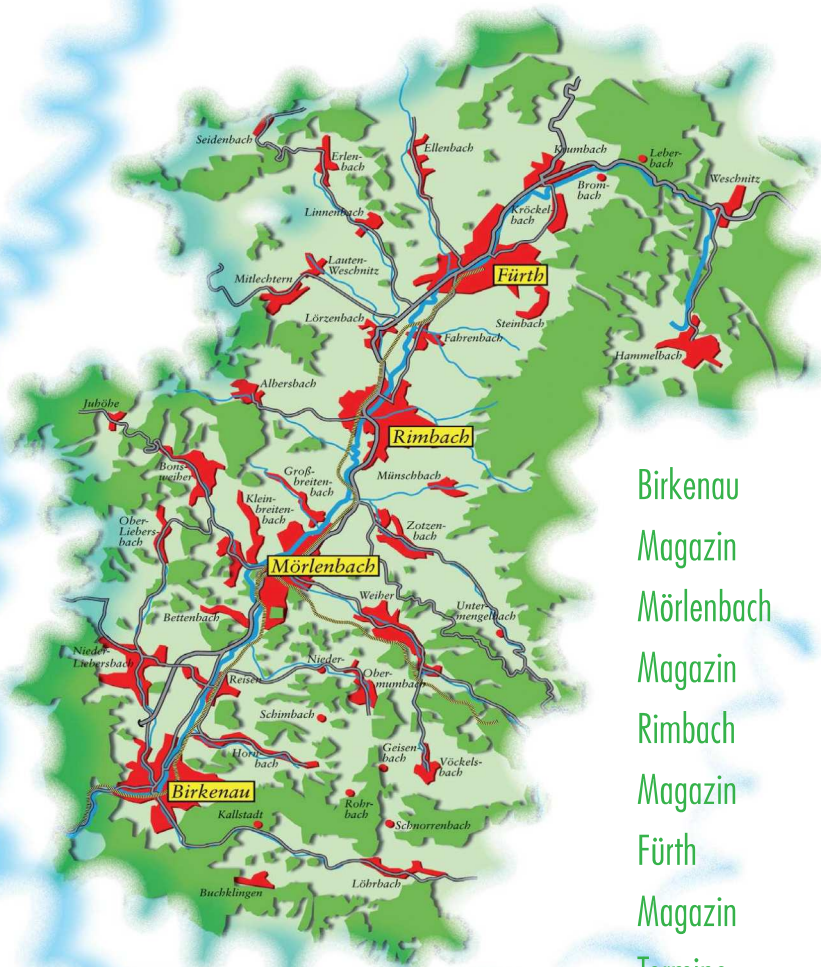 Seidenbach
Erlen-
bach
Ellenbach
Krumbach
Leber-
bach
Brom-
bach
Weschnitz
Linnenbach
Kröckel-
bach
Lauten-
Weschnitz
Mitlechtern
Fürth
Lörzenbach
Steinbach
Fahrenbach
Hammelbach
Albersbach
Juhöhe
Rimbach
Bons-
weiher
Groß-
breiten-
bach
Münschbach
Klein-
breiten-
bach
Ober-
Liebers-
bach
Zotzen-
bach
Mörlenbach
Weiher
Bettenbach
Unter-
mengelbach
Nieder-
Liebersbach
Reisen
Nieder-
Ober-
mumbach
Schimbach
Horn-
bach
Geisen-
bach
Vöckels-
bach
Birkenau
Rohr-
bach
Kallstadt
Schnorrenbach
Löhrbach
Buchklingen
Birkenau
Magazin
Mörlenbach
Magazin
Rimbach
Magazin
Fürth
Magazin
Termine